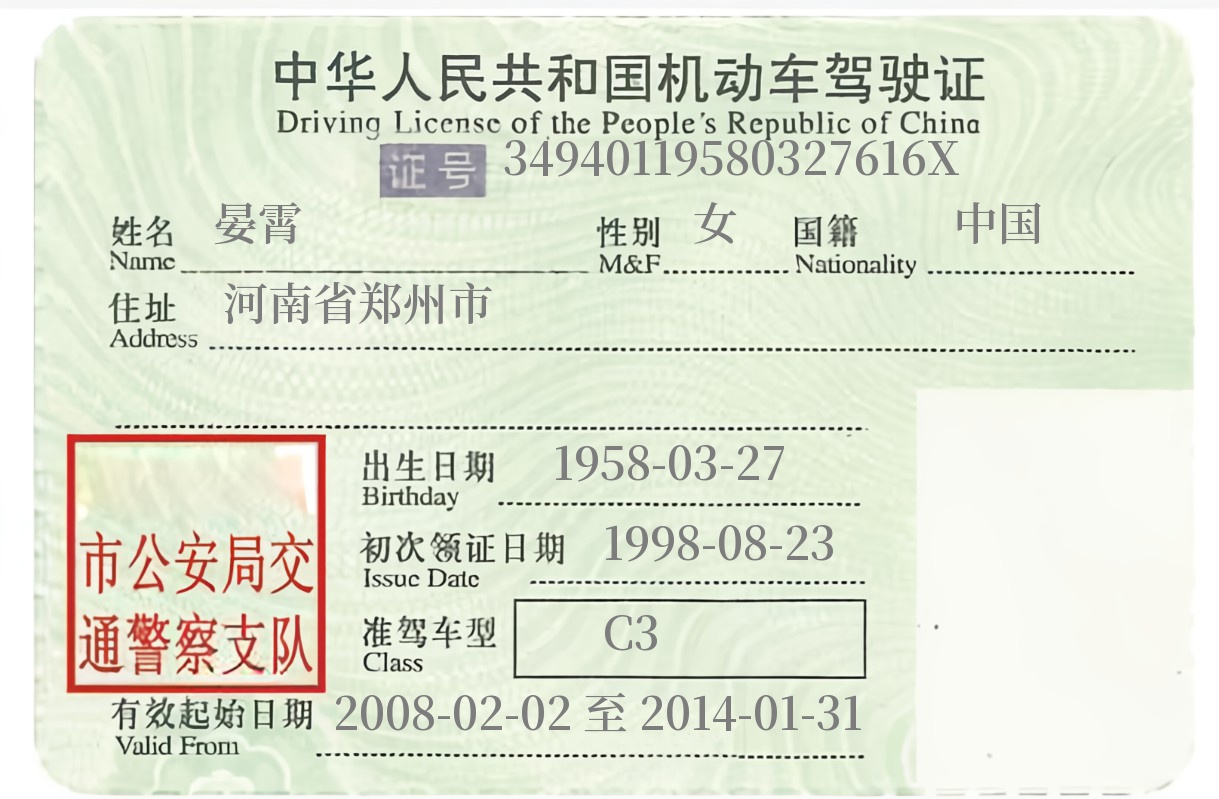 中华人民共和国机动车驾驶证
Driving License of the People's Republic of China
证号 34940119580327616X
姓名 晏霄 性别 女 国籍 中国
Name M&F Nationality
住址 河南省郑州市
Address
出生日期 1958-03-27
Birthday
初次领证日期 1998-08-23
Issue Date
准驾车型 C3
Class
市公安局交
通警察支队
有效起始日期 2008-02-02 至 2014-01-31
Valid From